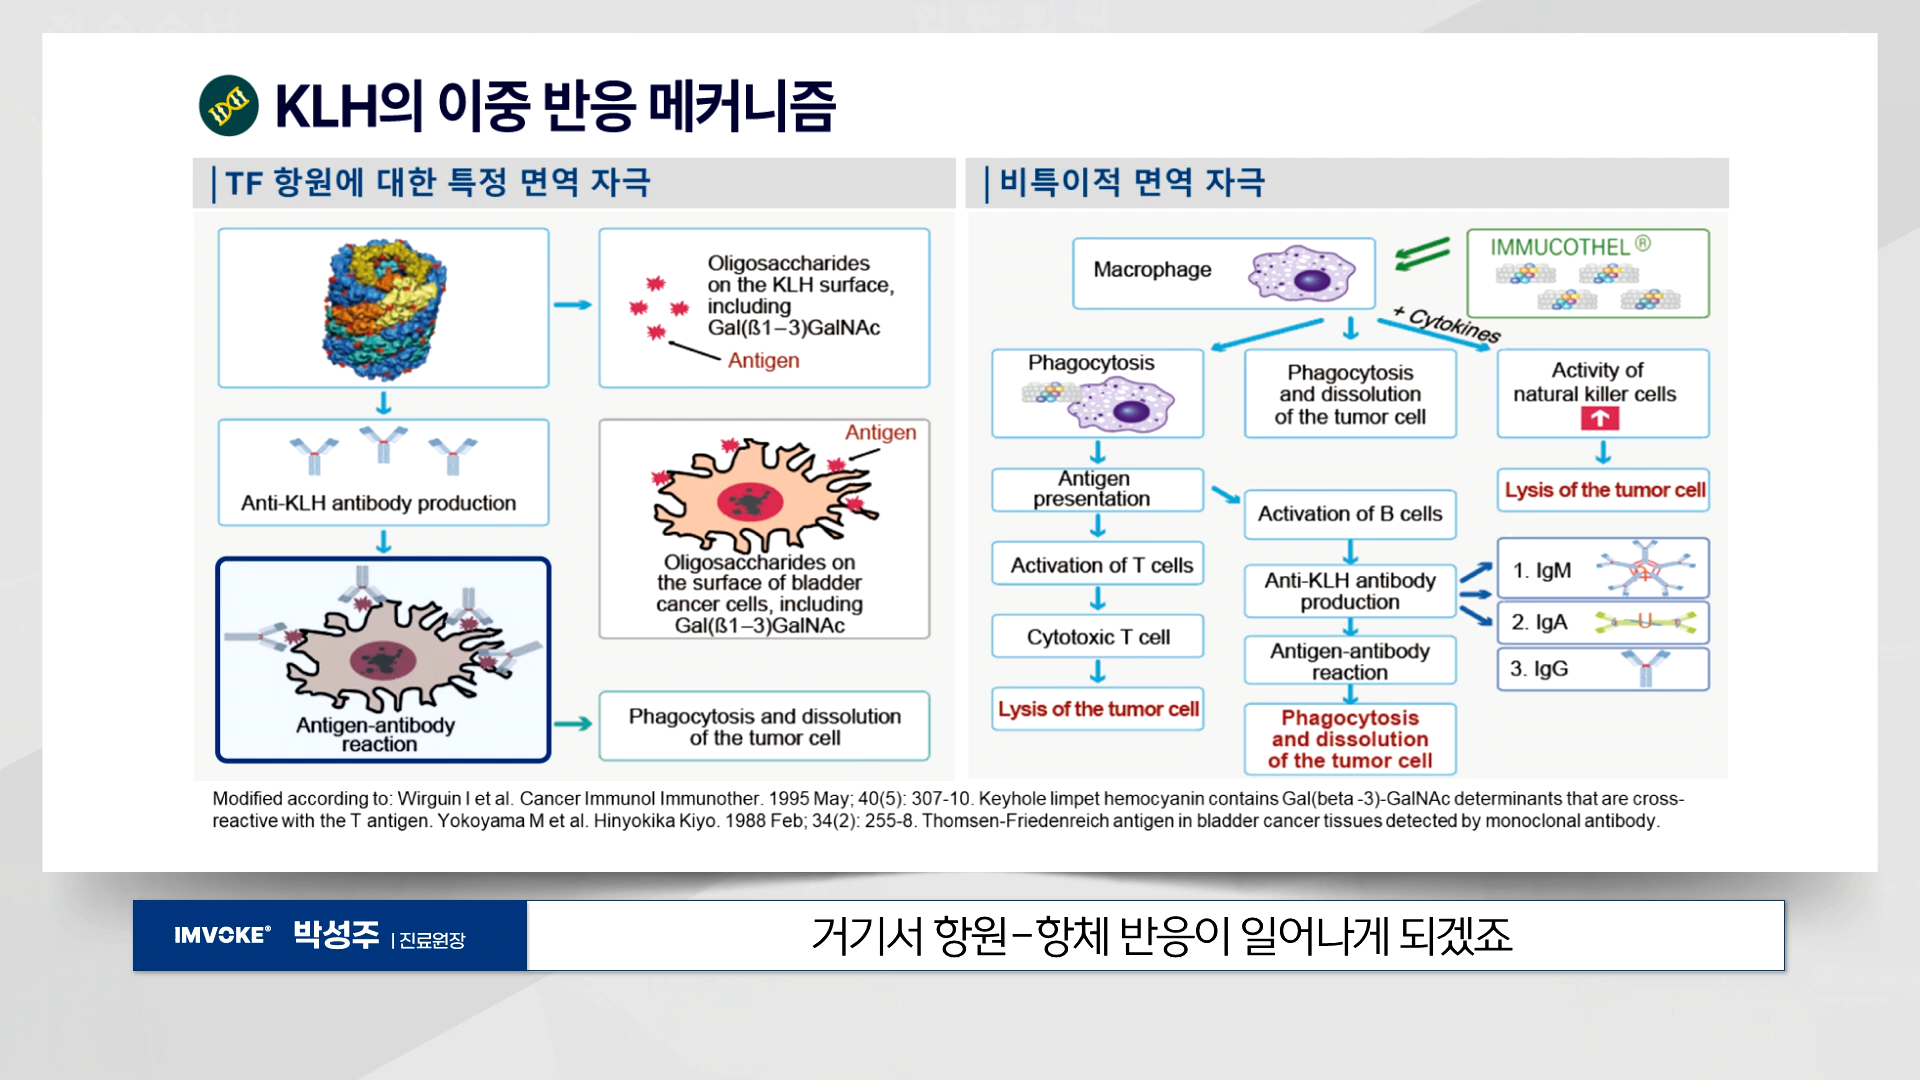 KLH의 이중 반응 메커니즘
TF 항원에 대한 특정 면역 자극
Oligosaccharides
on the KLH surface,
including
Gal(ß1–3)GalNAc
Antigen
Anti-KLH antibody production
Antigen
Oligosaccharides on
the surface of bladder
cancer cells, including
Gal(ß1–3)GalNAc
Antigen-antibody
reaction
Phagocytosis and dissolution
of the tumor cell
비특이적 면역 자극
Macrophage
IMMUCOTHEL®
+ Cytokines
Phagocytosis
Phagocytosis
and dissolution
of the tumor cell
Activity of
natural killer cells
Antigen
presentation
Lysis of the tumor cell
Activation of B cells
Activation of T cells
Anti-KLH antibody
production
1. IgM
2. IgA
3. IgG
Cytotoxic T cell
Antigen-antibody
reaction
Lysis of the tumor cell
Phagocytosis
and dissolution
of the tumor cell
Modified according to: Wirguin I et al. Cancer Immunol Immunother. 1995 May; 40(5): 307-10. Keyhole limpet hemocyanin contains Gal(beta -3)-GalNAc determinants that are cross-
reactive with the T antigen. Yokoyama M et al. Hinyokika Kiyo. 1988 Feb; 34(2): 255-8. Thomsen-Friedenreich antigen in bladder cancer tissues detected by monoclonal antibody.
IMVOKE® 박성주 | 진료원장
거기서 항원-항체 반응이 일어나게 되겠죠